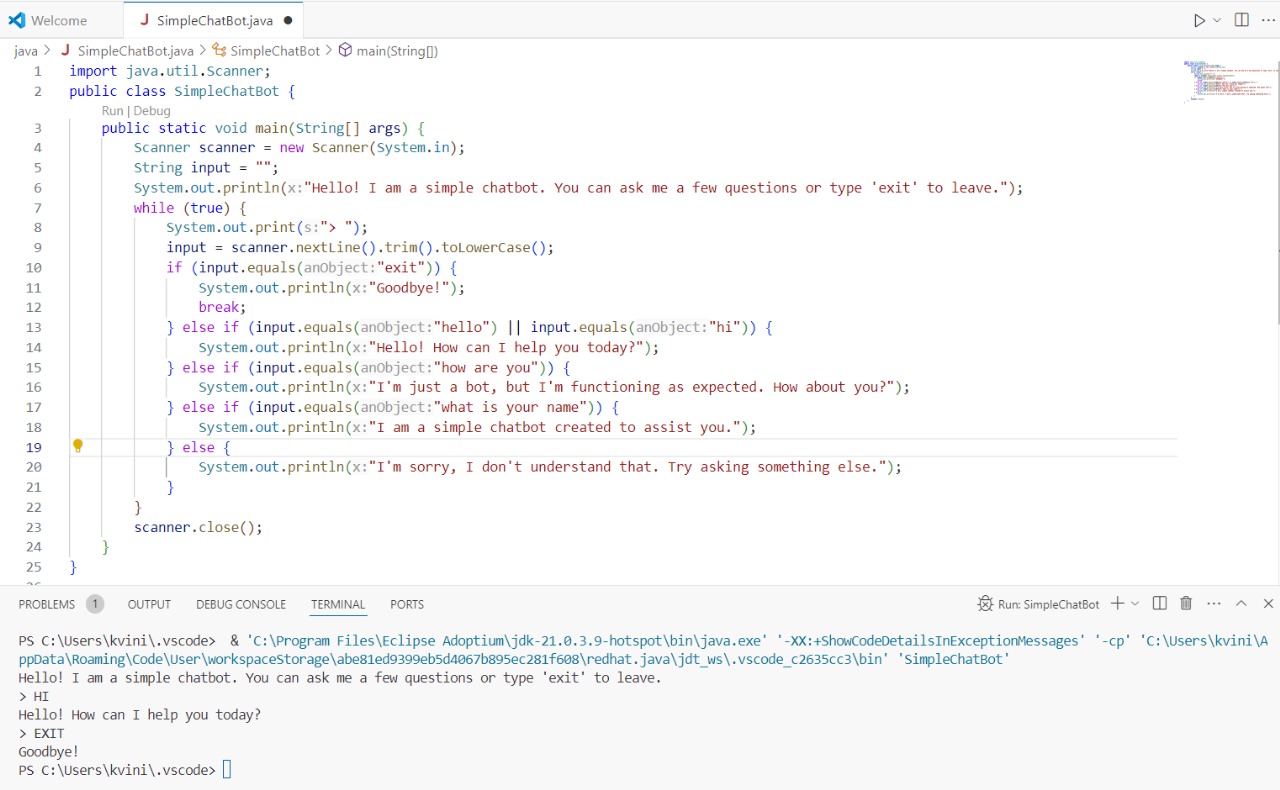 Welcome
J SimpleChatBot.java ●
java > J SimpleChatBot.java > SimpleChatBot > main(String[])
1 import java.util.Scanner;
2 public class SimpleChatBot {
Run | Debug
3 public static void main(String[] args) {
4 Scanner scanner = new Scanner(System.in);
5 String input = "";
6 System.out.println(x:"Hello! I am a simple chatbot. You can ask me a few questions or type 'exit' to leave.");
7 while (true) {
8 System.out.print(s:"> ");
9 input = scanner.nextLine().trim().toLowerCase();
10 if (input.equals(anObject:"exit")) {
11 System.out.println(x:"Goodbye!");
12 break;
13 } else if (input.equals(anObject:"hello") || input.equals(anObject:"hi")) {
14 System.out.println(x:"Hello! How can I help you today?");
15 } else if (input.equals(anObject:"how are you")) {
16 System.out.println(x:"I'm just a bot, but I'm functioning as expected. How about you?");
17 } else if (input.equals(anObject:"what is your name")) {
18 System.out.println(x:"I am a simple chatbot created to assist you.");
19 } else {
20 System.out.println(x:"I'm sorry, I don't understand that. Try asking something else.");
21 }
22 }
23 scanner.close();
24 }
25 }
PROBLEMS 1 OUTPUT DEBUG CONSOLE TERMINAL PORTS Run: SimpleChatBot
PS C:\Users\kvini\.vscode> & 'C:\Program Files\Eclipse Adoptium\jdk-21.0.3.9-hotspot\bin\java.exe' '-XX:+ShowCodeDetailsInExceptionMessages' '-cp' 'C:\Users\kvini\A
ppData\Roaming\Code\User\workspaceStorage\abe81ed9399eb5d4067b895ec281f608\redhat.java\jdt_ws\.vscode_c2635cc3\bin' 'SimpleChatBot'
Hello! I am a simple chatbot. You can ask me a few questions or type 'exit' to leave.
> HI
Hello! How can I help you today?
> EXIT
Goodbye!
PS C:\Users\kvini\.vscode>